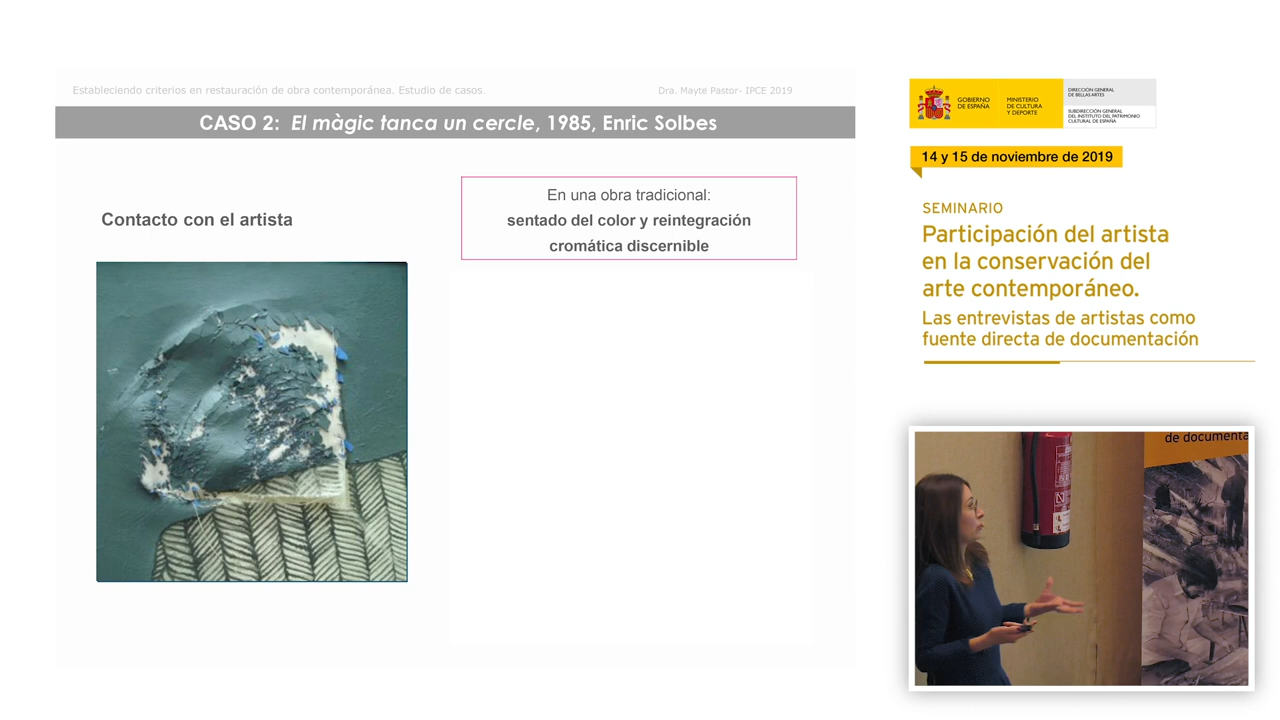 Estableciendo criterios en restauración de obra contemporánea. Estudio de casos.
Dra. Mayte Pastor- IPCE 2019
CASO 2: El màgic tanca un cercle, 1985, Enric Solbes
Contacto con el artista
En una obra tradicional:
sentado del color y reintegración
cromática discernible
GOBIERNO
DE ESPAÑA
MINISTERIO
DE CULTURA
Y DEPORTE
DIRECCIÓN GENERAL
DE BELLAS ARTES
SUBDIRECCIÓN GENERAL
DEL INSTITUTO DEL PATRIMONIO
CULTURAL DE ESPAÑA
14 y 15 de noviembre de 2019
SEMINARIO
Participación del artista
en la conservación del
arte contemporáneo.
Las entrevistas de artistas como
fuente directa de documentación
de documenta